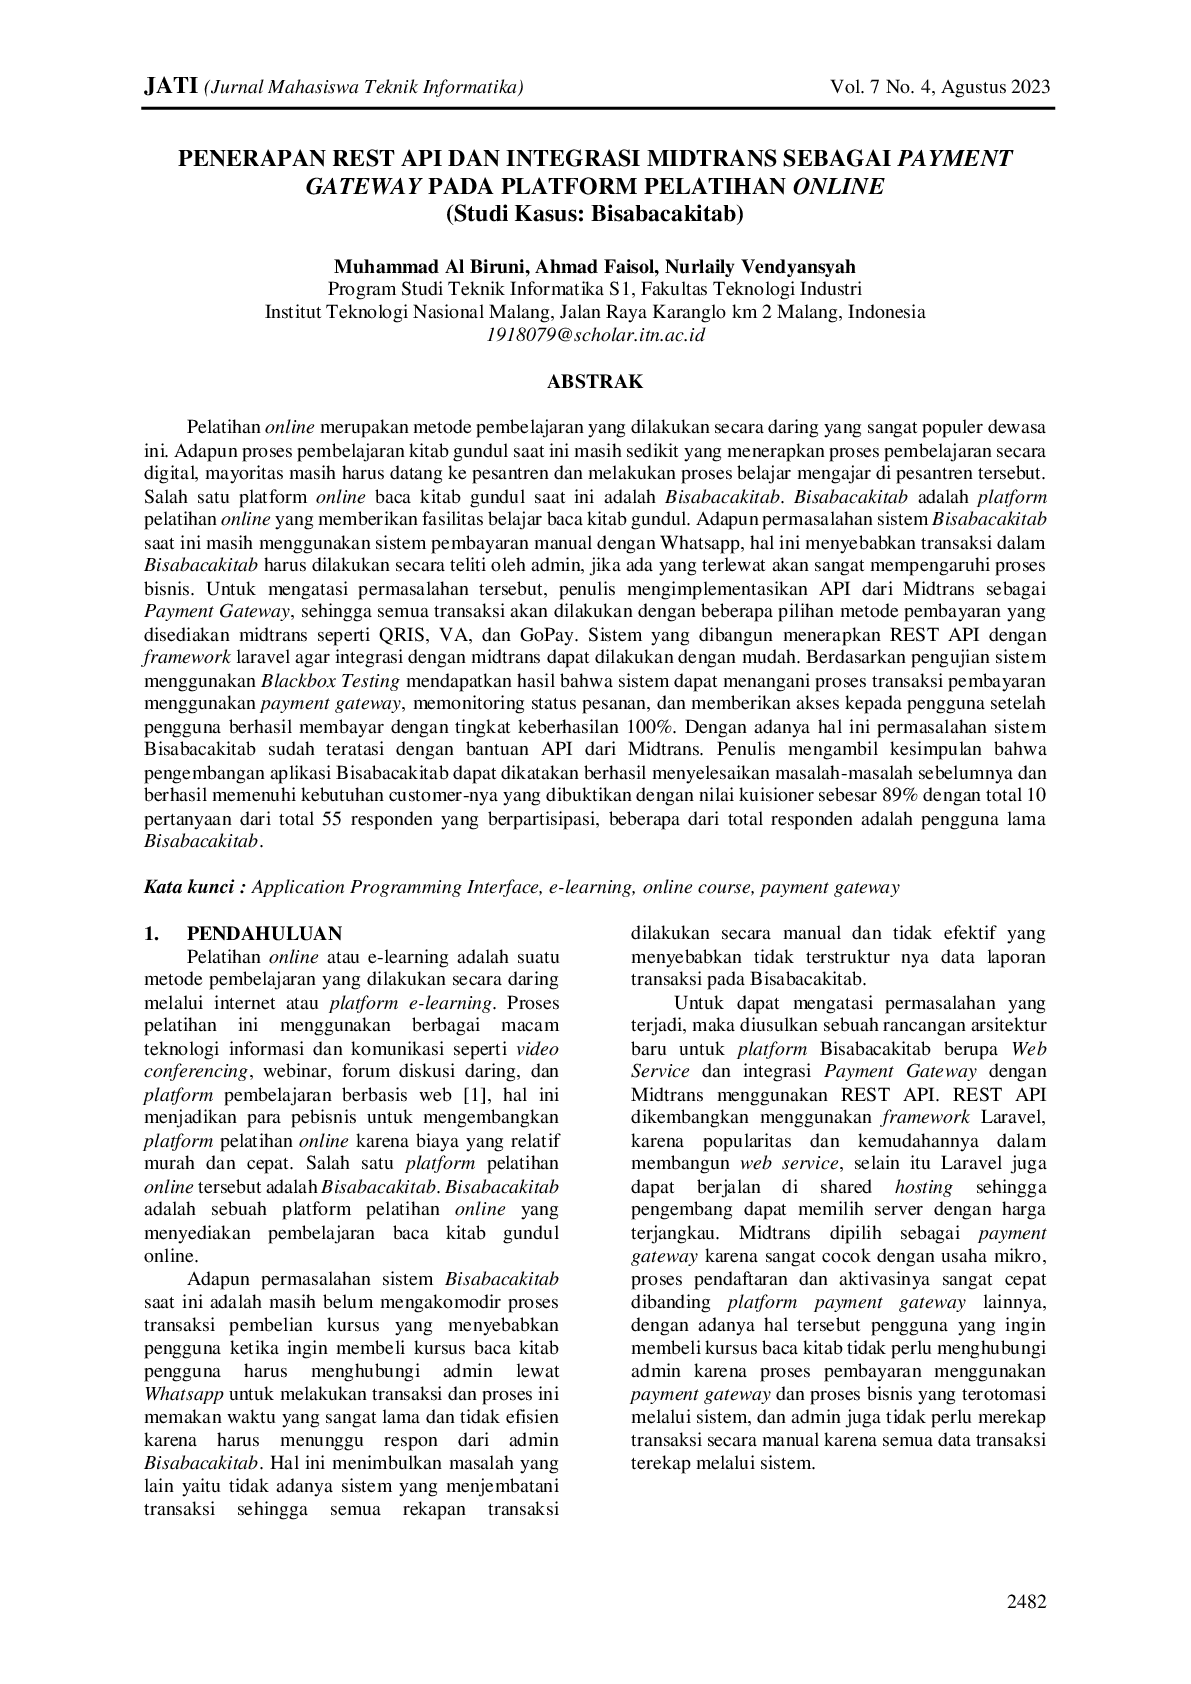 JATI (Jurnal Mahasiswa Teknik Informatika) Vol. 7 No. 4, Agustus 2023
PENERAPAN REST API DAN INTEGRASI MIDTRANS SEBAGAI PAYMENT
GATEWAY PADA PLATFORM PELATIHAN ONLINE
(Studi Kasus: Bisabacakitab)
Muhammad Al Biruni, Ahmad Faisol, Nurlaily Vendyansyah
Program Studi Teknik Informatika S1, Fakultas Teknologi Industri
Institut Teknologi Nasional Malang, Jalan Raya Karanglo km 2 Malang, Indonesia
1918079@scholar.itn.ac.id
ABSTRAK
Pelatihan online merupakan metode pembelajaran yang dilakukan secara daring yang sangat populer dewasa
ini. Adapun proses pembelajaran kitab gundul saat ini masih sedikit yang menerapkan proses pembelajaran secara
digital, mayoritas masih harus datang ke pesantren dan melakukan proses belajar mengajar di pesantren tersebut.
Salah satu platform online baca kitab gundul saat ini adalah Bisabacakitab. Bisabacakitab adalah platform
pelatihan online yang memberikan fasilitas belajar baca kitab gundul. Adapun permasalahan sistem Bisabacakitab
saat ini masih menggunakan sistem pembayaran manual dengan Whatsapp, hal ini menyebabkan transaksi dalam
Bisabacakitab harus dilakukan secara teliti oleh admin, jika ada yang terlewat akan sangat mempengaruhi proses
bisnis. Untuk mengatasi permasalahan tersebut, penulis mengimplementasikan API dari Midtrans sebagai
Payment Gateway, sehingga semua transaksi akan dilakukan dengan beberapa pilihan metode pembayaran yang
disediakan midtrans seperti QRIS, VA, dan GoPay. Sistem yang dibangun menerapkan REST API dengan
framework laravel agar integrasi dengan midtrans dapat dilakukan dengan mudah. Berdasarkan pengujian sistem
menggunakan Blackbox Testing mendapatkan hasil bahwa sistem dapat menangani proses transaksi pembayaran
menggunakan payment gateway, memonitoring status pesanan, dan memberikan akses kepada pengguna setelah
pengguna berhasil membayar dengan tingkat keberhasilan 100%. Dengan adanya hal ini permasalahan sistem
Bisabacakitab sudah teratasi dengan bantuan API dari Midtrans. Penulis mengambil kesimpulan bahwa
pengembangan aplikasi Bisabacakitab dapat dikatakan berhasil menyelesaikan masalah-masalah sebelumnya dan
berhasil memenuhi kebutuhan customer-nya yang dibuktikan dengan nilai kuisioner sebesar 89% dengan total 10
pertanyaan dari total 55 responden yang berpartisipasi, beberapa dari total responden adalah pengguna lama
Bisabacakitab.
Kata kunci : Application Programming Interface, e-learning, online course, payment gateway
1. PENDAHULUAN
Pelatihan online atau e-learning adalah suatu
metode pembelajaran yang dilakukan secara daring
melalui internet atau platform e-learning. Proses
pelatihan ini menggunakan berbagai macam
teknologi informasi dan komunikasi seperti video
conferencing, webinar, forum diskusi daring, dan
platform pembelajaran berbasis web [1], hal ini
menjadikan para pebisnis untuk mengembangkan
platform pelatihan online karena biaya yang relatif
murah dan cepat. Salah satu platform pelatihan
online tersebut adalah Bisabacakitab. Bisabacakitab
adalah sebuah platform pelatihan online yang
menyediakan pembelajaran baca kitab gundul
online.
Adapun permasalahan sistem Bisabacakitab
saat ini adalah masih belum mengakomodir proses
transaksi pembelian kursus yang menyebabkan
pengguna ketika ingin membeli kursus baca kitab
pengguna harus menghubungi admin lewat
Whatsapp untuk melakukan transaksi dan proses ini
memakan waktu yang sangat lama dan tidak efisien
karena harus menunggu respon dari admin
Bisabacakitab. Hal ini menimbulkan masalah yang
lain yaitu tidak adanya sistem yang menjembatani
transaksi sehingga semua rekapan transaksi
dilakukan secara manual dan tidak efektif yang
menyebabkan tidak terstruktur nya data laporan
transaksi pada Bisabacakitab.
Untuk dapat mengatasi permasalahan yang
terjadi, maka diusulkan sebuah rancangan arsitektur
baru untuk platform Bisabacakitab berupa Web
Service dan integrasi Payment Gateway dengan
Midtrans menggunakan REST API. REST API
dikembangkan menggunakan framework Laravel,
karena popularitas dan kemudahannya dalam
membangun web service, selain itu Laravel juga
dapat berjalan di shared hosting sehingga
pengembang dapat memilih server dengan harga
terjangkau. Midtrans dipilih sebagai payment
gateway karena sangat cocok dengan usaha mikro,
proses pendaftaran dan aktivasinya sangat cepat
dibanding platform payment gateway lainnya,
dengan adanya hal tersebut pengguna yang ingin
membeli kursus baca kitab tidak perlu menghubungi
admin karena proses pembayaran menggunakan
payment gateway dan proses bisnis yang terotomasi
melalui sistem, dan admin juga tidak perlu merekap
transaksi secara manual karena semua data transaksi
terekap melalui sistem.
2482